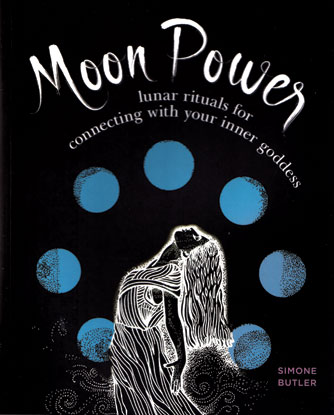 Moon Power
lunar rituals for
connecting with your inner goddess
SIMONE
BUTLER